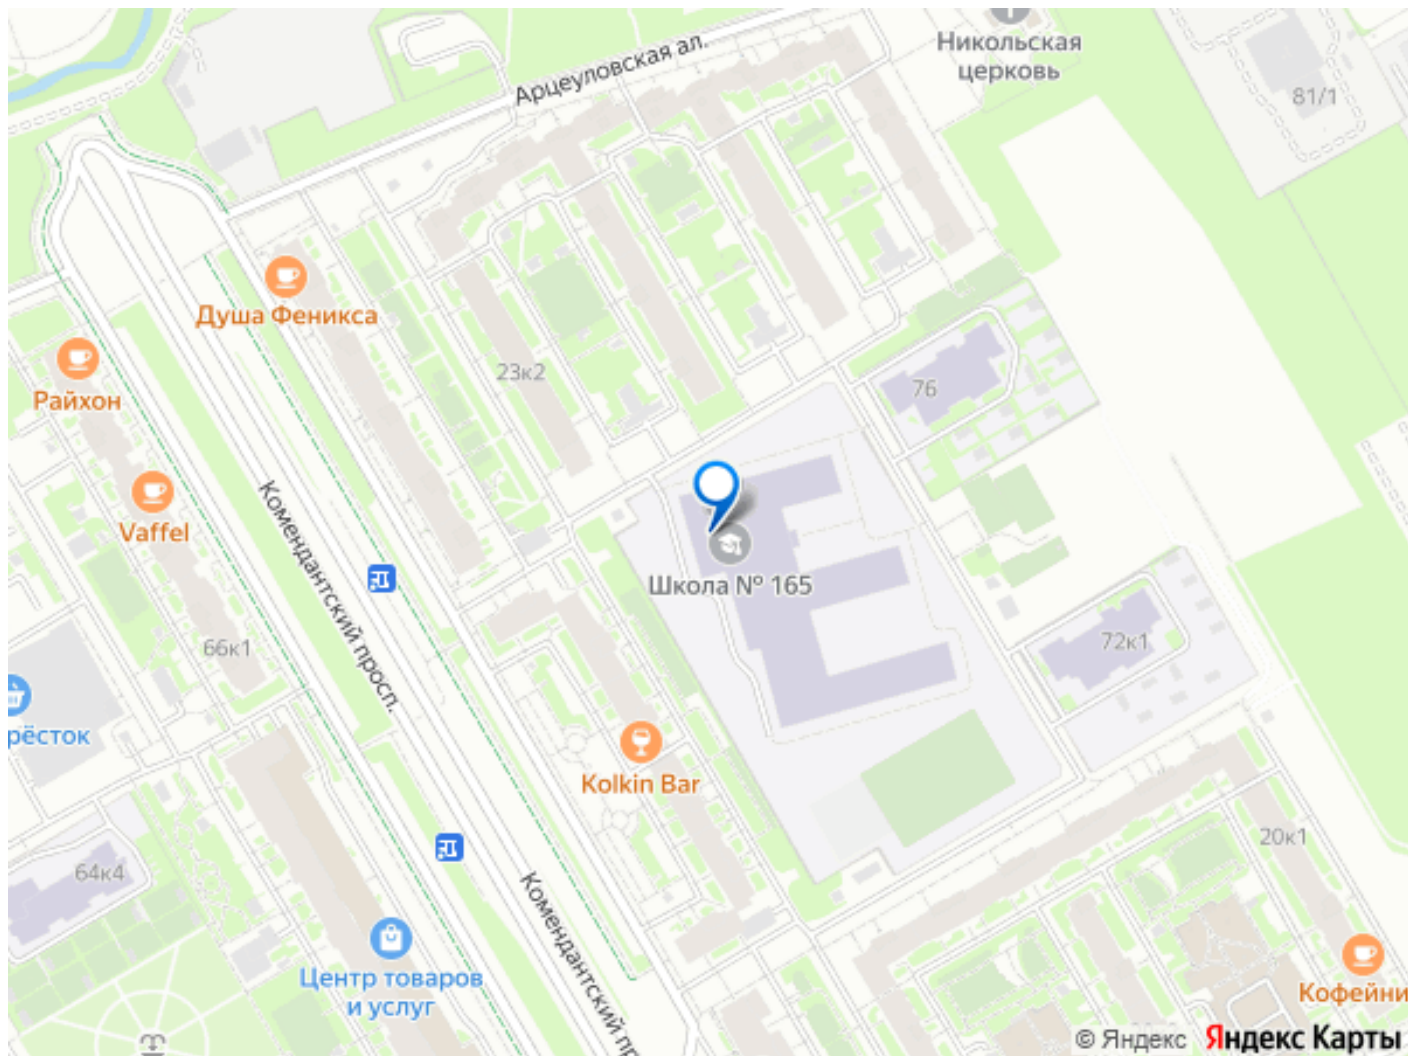 Арцеуловская ал.
Никольская
церковь
81/1
Душа Феникса
23к2
76
Райхон
Vaffel
Комендантский просп.
Школа № 165
66к1
72к1
рёсток
Kolkin Bar
64к4
20к1
Комендантский пр
Центр товаров
и услуг
Кофейни
© Яндекс Яндекс Карты